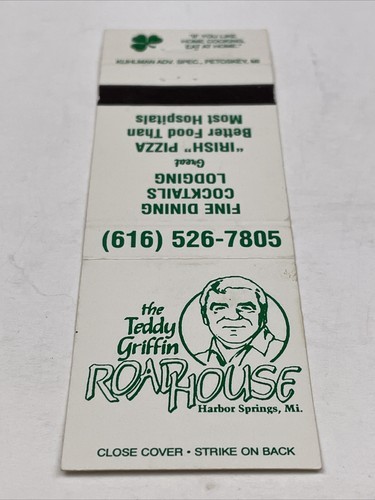 "IF YOU LIKE
HOME COOKING,
EAT AT HOME"
KUHLMAN ADV. SPEC., PETOSKEY, MI
FINE DINING
COCKTAILS
LODGING
Great
"IRISH" PIZZA
Better Food Than
Most Hospitals
(616) 526-7805
the
Teddy
Griffin
ROADHOUSE
Harbor Springs, Mi.
CLOSE COVER • STRIKE ON BACK